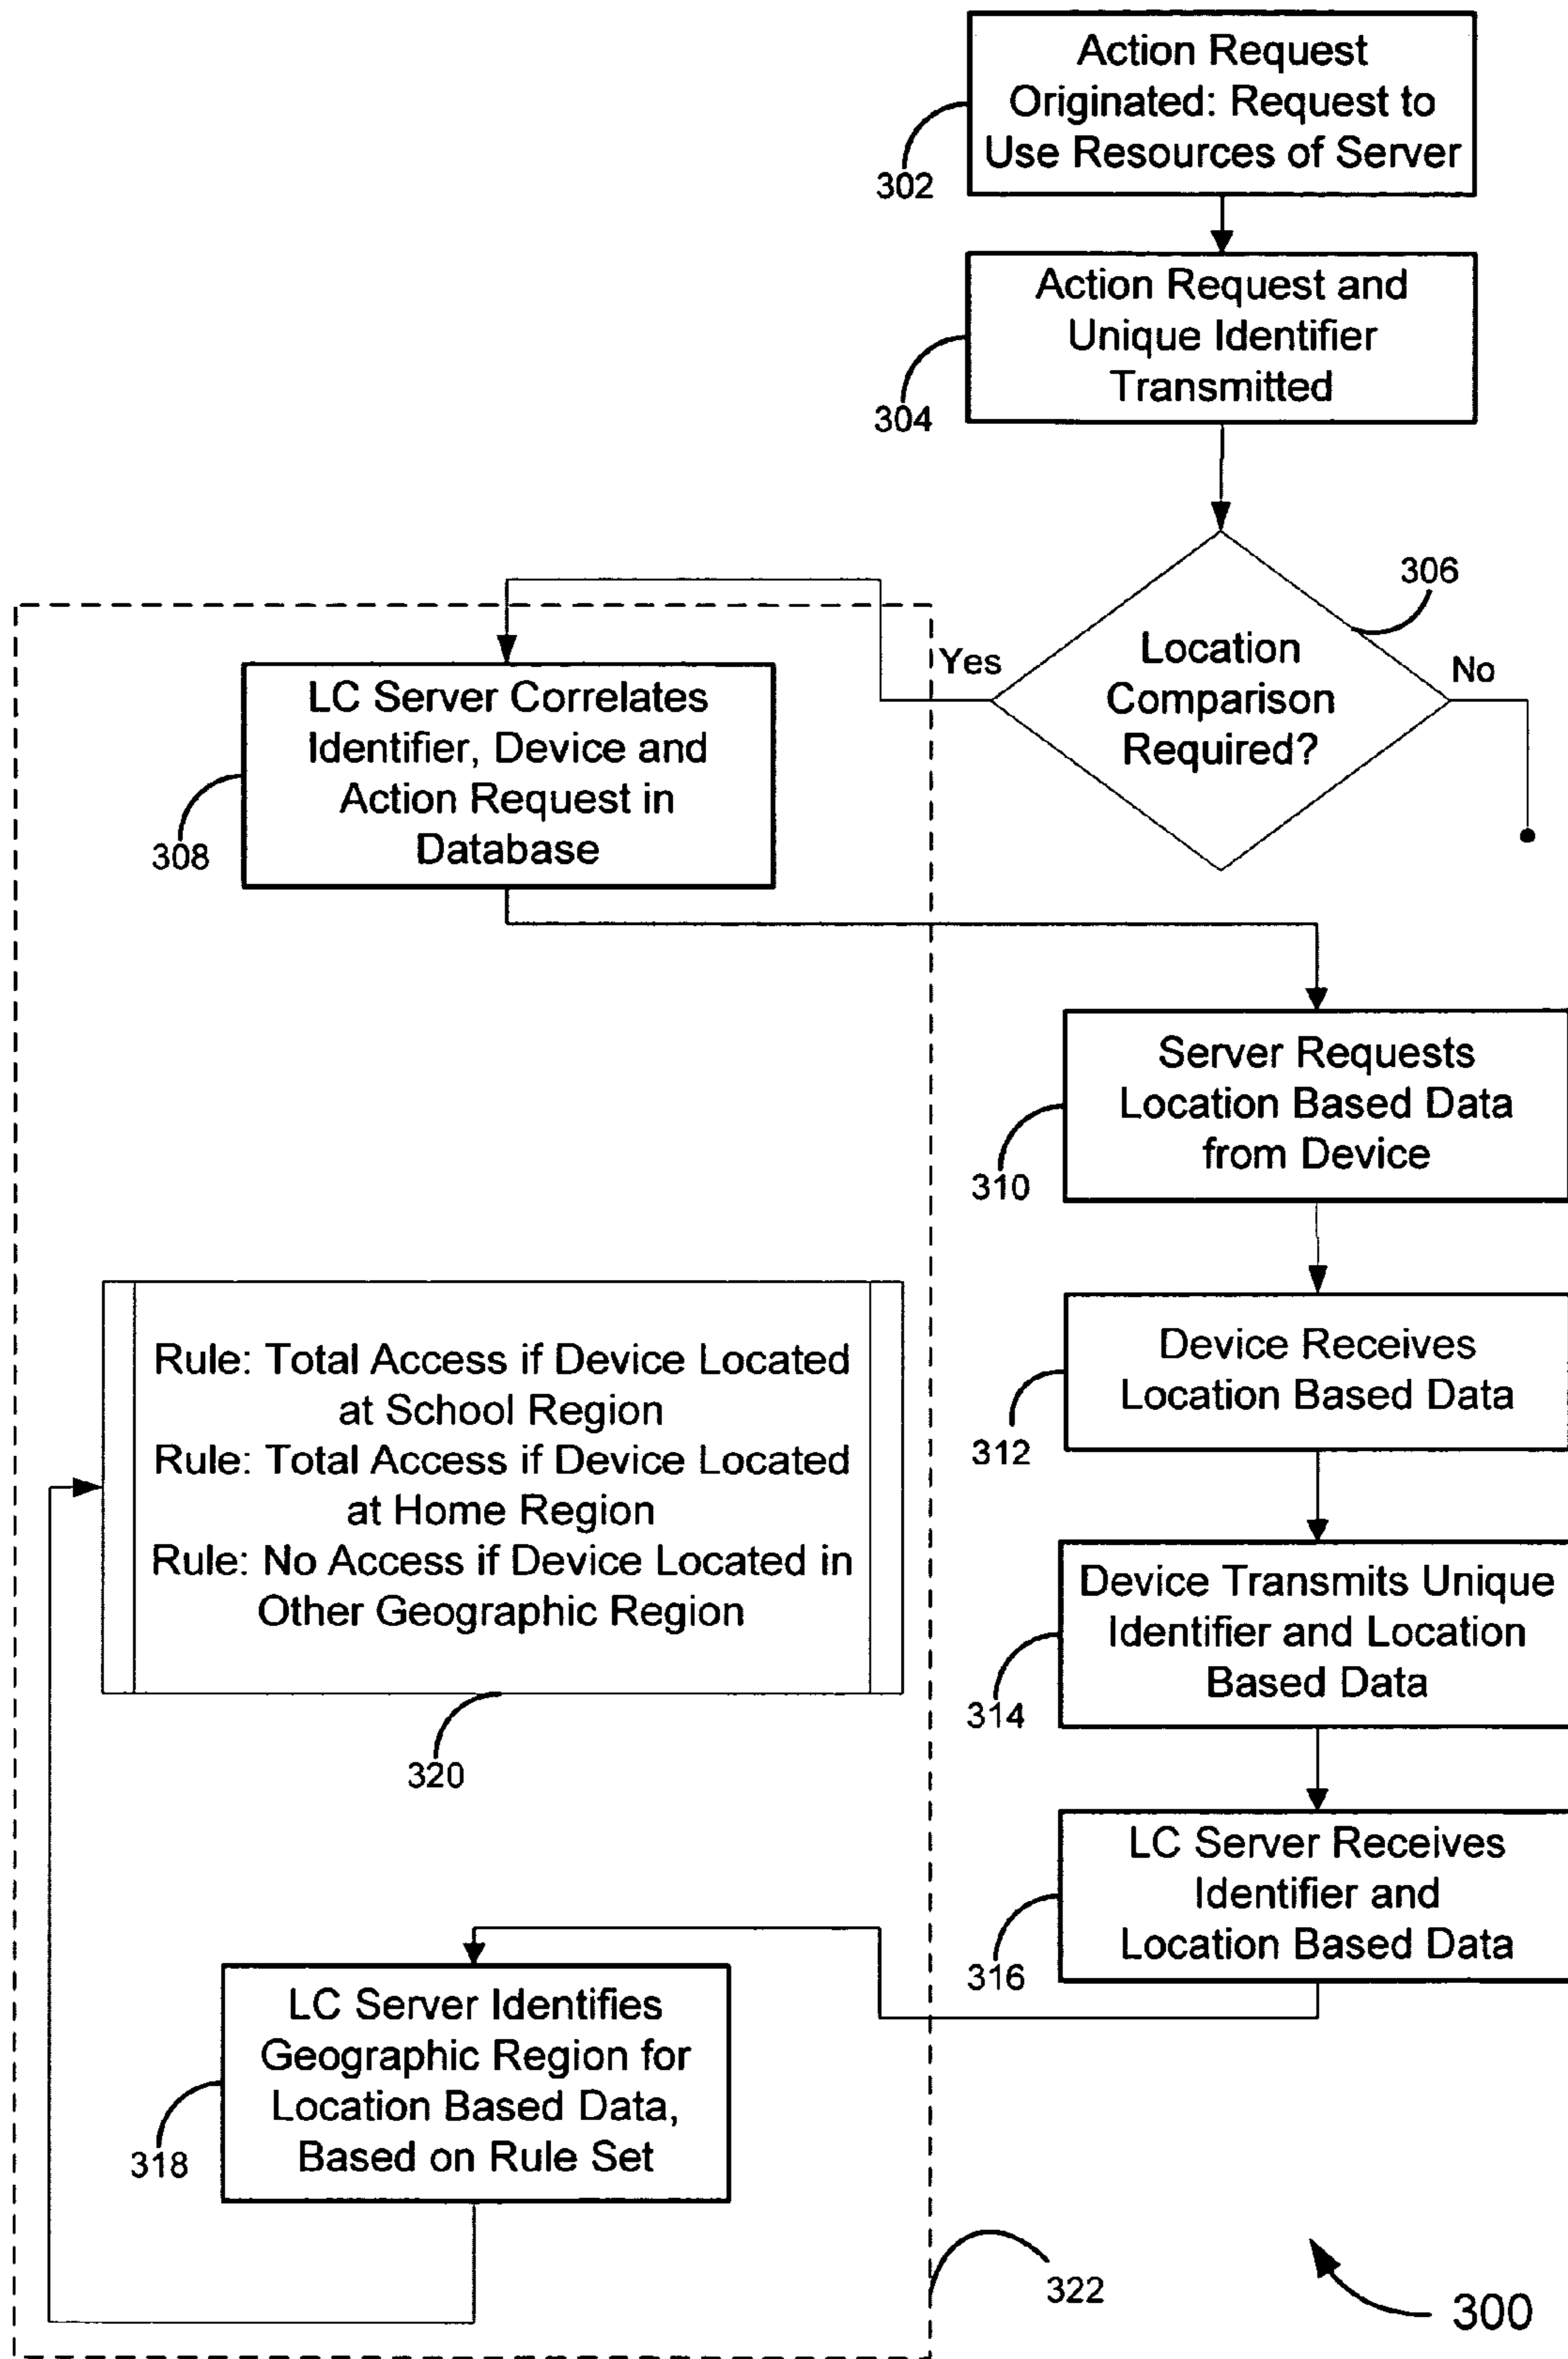 Action Request
Originated: Request to
Use Resources of Server
302
Action Request and
Unique Identifier
Transmitted
304
306
Location
Comparison
Required?
Yes
No
LC Server Correlates
Identifier, Device and
Action Request in
Database
308
Server Requests
Location Based Data
from Device
310
Device Receives
Location Based Data
312
Device Transmits Unique
Identifier and Location
Based Data
314
LC Server Receives
Identifier and
Location Based Data
316
LC Server Identifies
Geographic Region for
Location Based Data,
Based on Rule Set
318
Rule: Total Access if Device Located
at School Region
Rule: Total Access if Device Located
at Home Region
Rule: No Access if Device Located in
Other Geographic Region
320
322
300